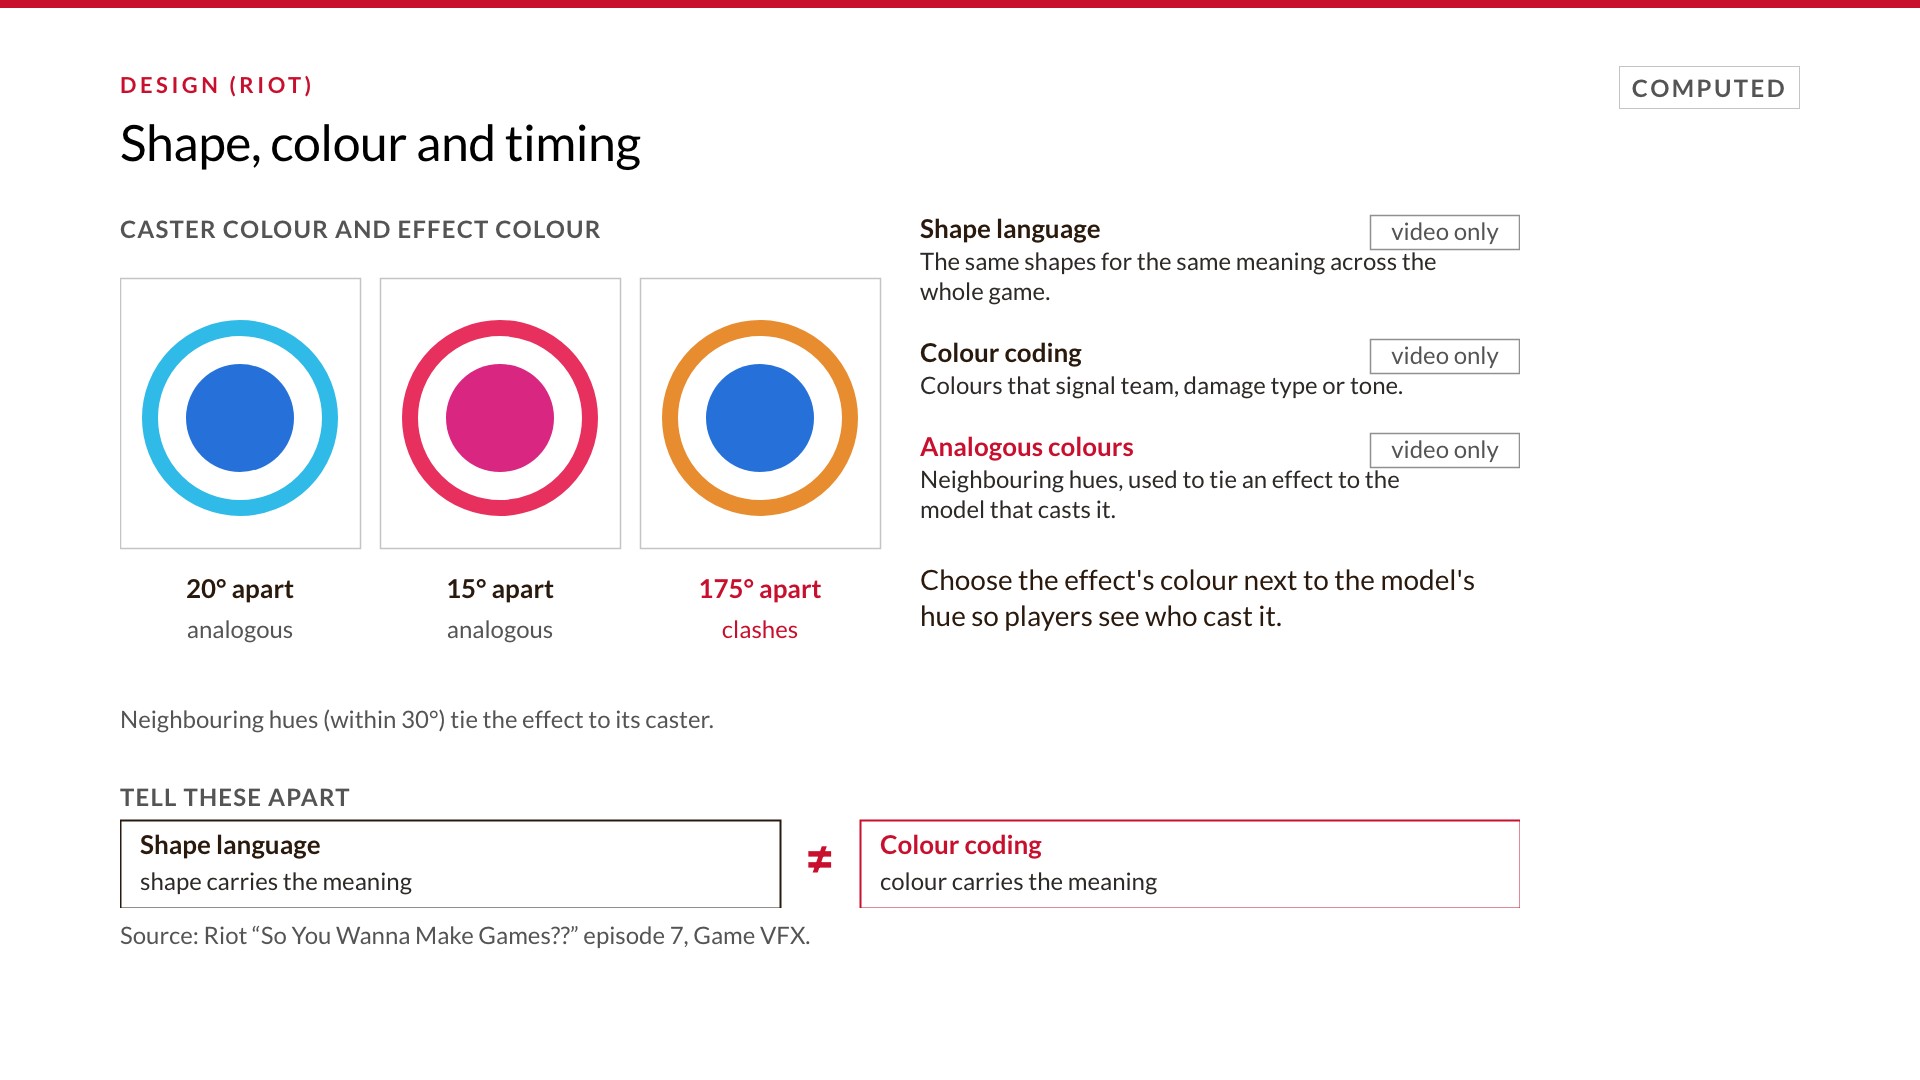 DESIGN (RIOT)
COMPUTED
Shape, colour and timing
CASTER COLOUR AND EFFECT COLOUR
20° apart
analogous
15° apart
analogous
175° apart
clashes
Neighbouring hues (within 30°) tie the effect to its caster.
Shape language
video only
The same shapes for the same meaning across the
whole game.
Colour coding
video only
Colours that signal team, damage type or tone.
Analogous colours
video only
Neighbouring hues, used to tie an effect to the
model that casts it.
Choose the effect's colour next to the model's
hue so players see who cast it.
TELL THESE APART
Shape language
shape carries the meaning
≠
Colour coding
colour carries the meaning
Source: Riot “So You Wanna Make Games??” episode 7, Game VFX.